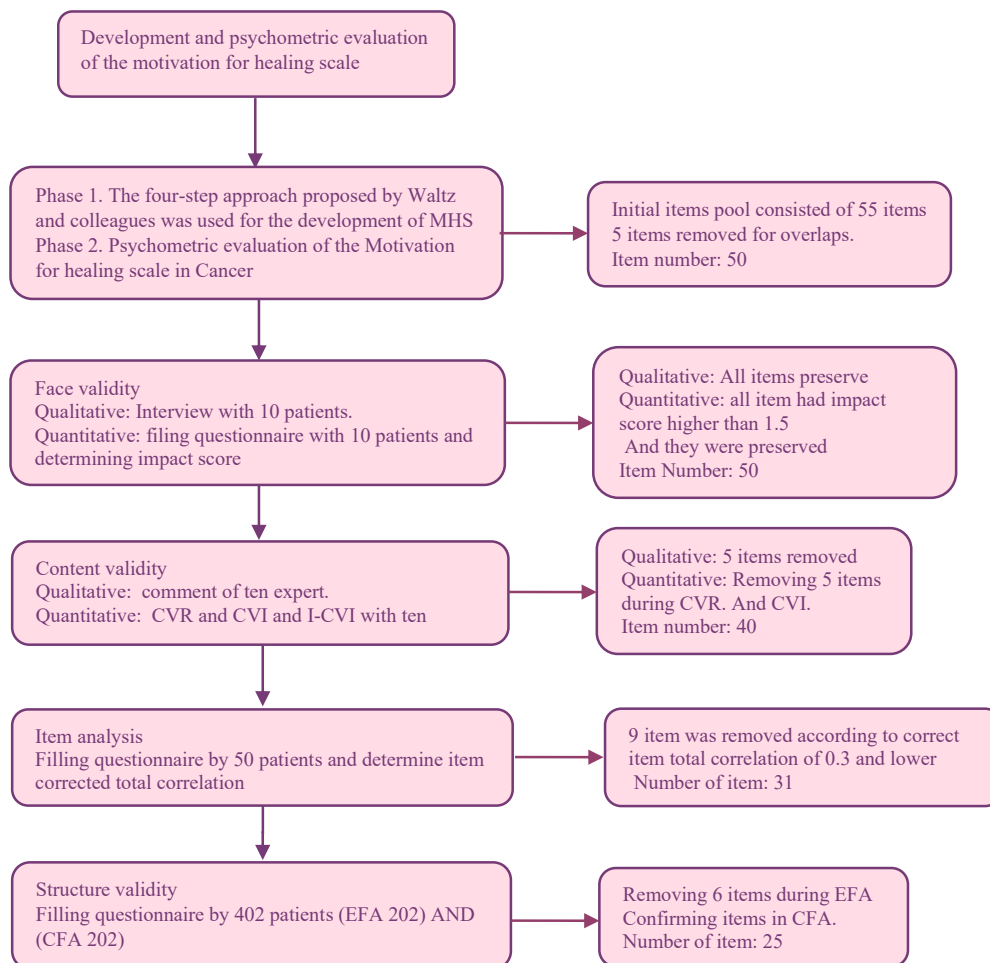 Development and psychometric evaluation
of the motivation for healing scale
Phase 1. The four-step approach proposed by Waltz
and colleagues was used for the development of MHS
Phase 2. Psychometric evaluation of the Motivation
for healing scale in Cancer
Initial items pool consisted of 55 items
5 items removed for overlaps.
Item number: 50
Face validity
Qualitative: Interview with 10 patients.
Quantitative: filing questionnaire with 10 patients and
determining impact score
Qualitative: All items preserve
Quantitative: all item had impact
score higher than 1.5
And they were preserved
Item Number: 50
Content validity
Qualitative: comment of ten expert.
Quantitative: CVR and CVI and I-CVI with ten
Qualitative: 5 items removed
Quantitative: Removing 5 items
during CVR. And CVI.
Item number: 40
Item analysis
Filling questionnaire by 50 patients and determine item
corrected total correlation
9 item was removed according to correct
item total correlation of 0.3 and lower
Number of item: 31
Structure validity
Filling questionnaire by 402 patients (EFA 202) AND
(CFA 202)
Removing 6 items during EFA
Confirming items in CFA.
Number of item: 25